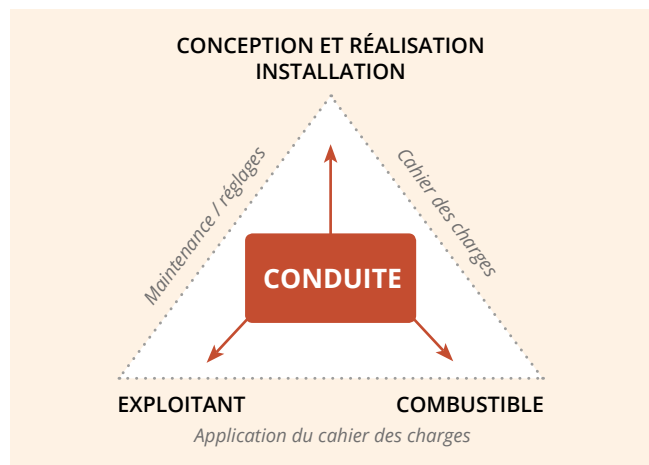 CONCEPTION ET RÉALISATION
INSTALLATION
Maintenance / réglages
Cahier des charges
CONDUITE
EXPLOITANT
COMBUSTIBLE
Application du cahier des charges